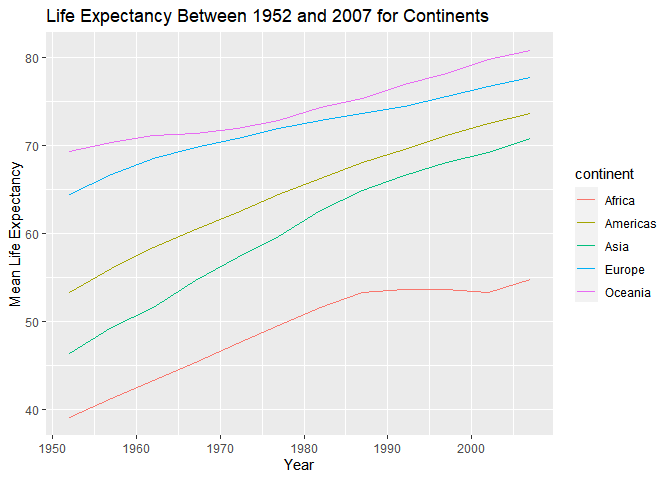 Life Expectancy Between 1952 and 2007 for Continents
Mean Life Expectancy
80
70
60
50
40
1950
1960
1970
1980
1990
2000
Year
continent
Africa
Americas
Asia
Europe
Oceania